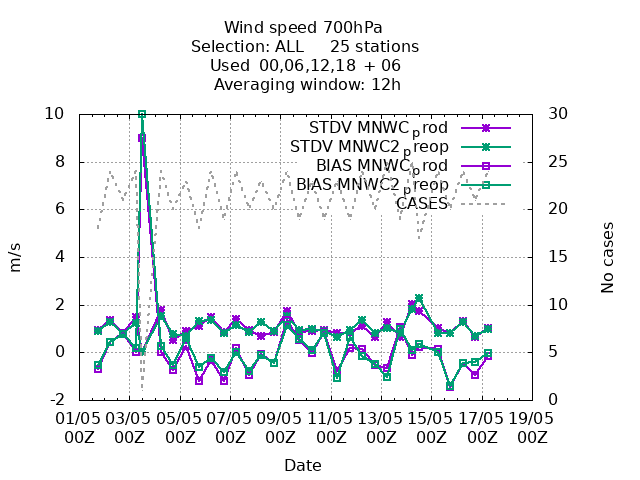 Wind speed 700hPa
Selection: ALL     25 stations
Used 00,06,12,18 + 06
Averaging window: 12h
STDV MNWC_prod
STDV MNWC2_preop
BIAS MNWC_prod
BIAS MNWC2_preop
CASES
m/s
10
8
6
4
2
0
-2
No cases
30
25
20
15
10
5
0
01/05 03/05 05/05 07/05 09/05 11/05 13/05 15/05 17/05 19/05
00Z 00Z 00Z 00Z 00Z 00Z 00Z 00Z 00Z 00Z
Date